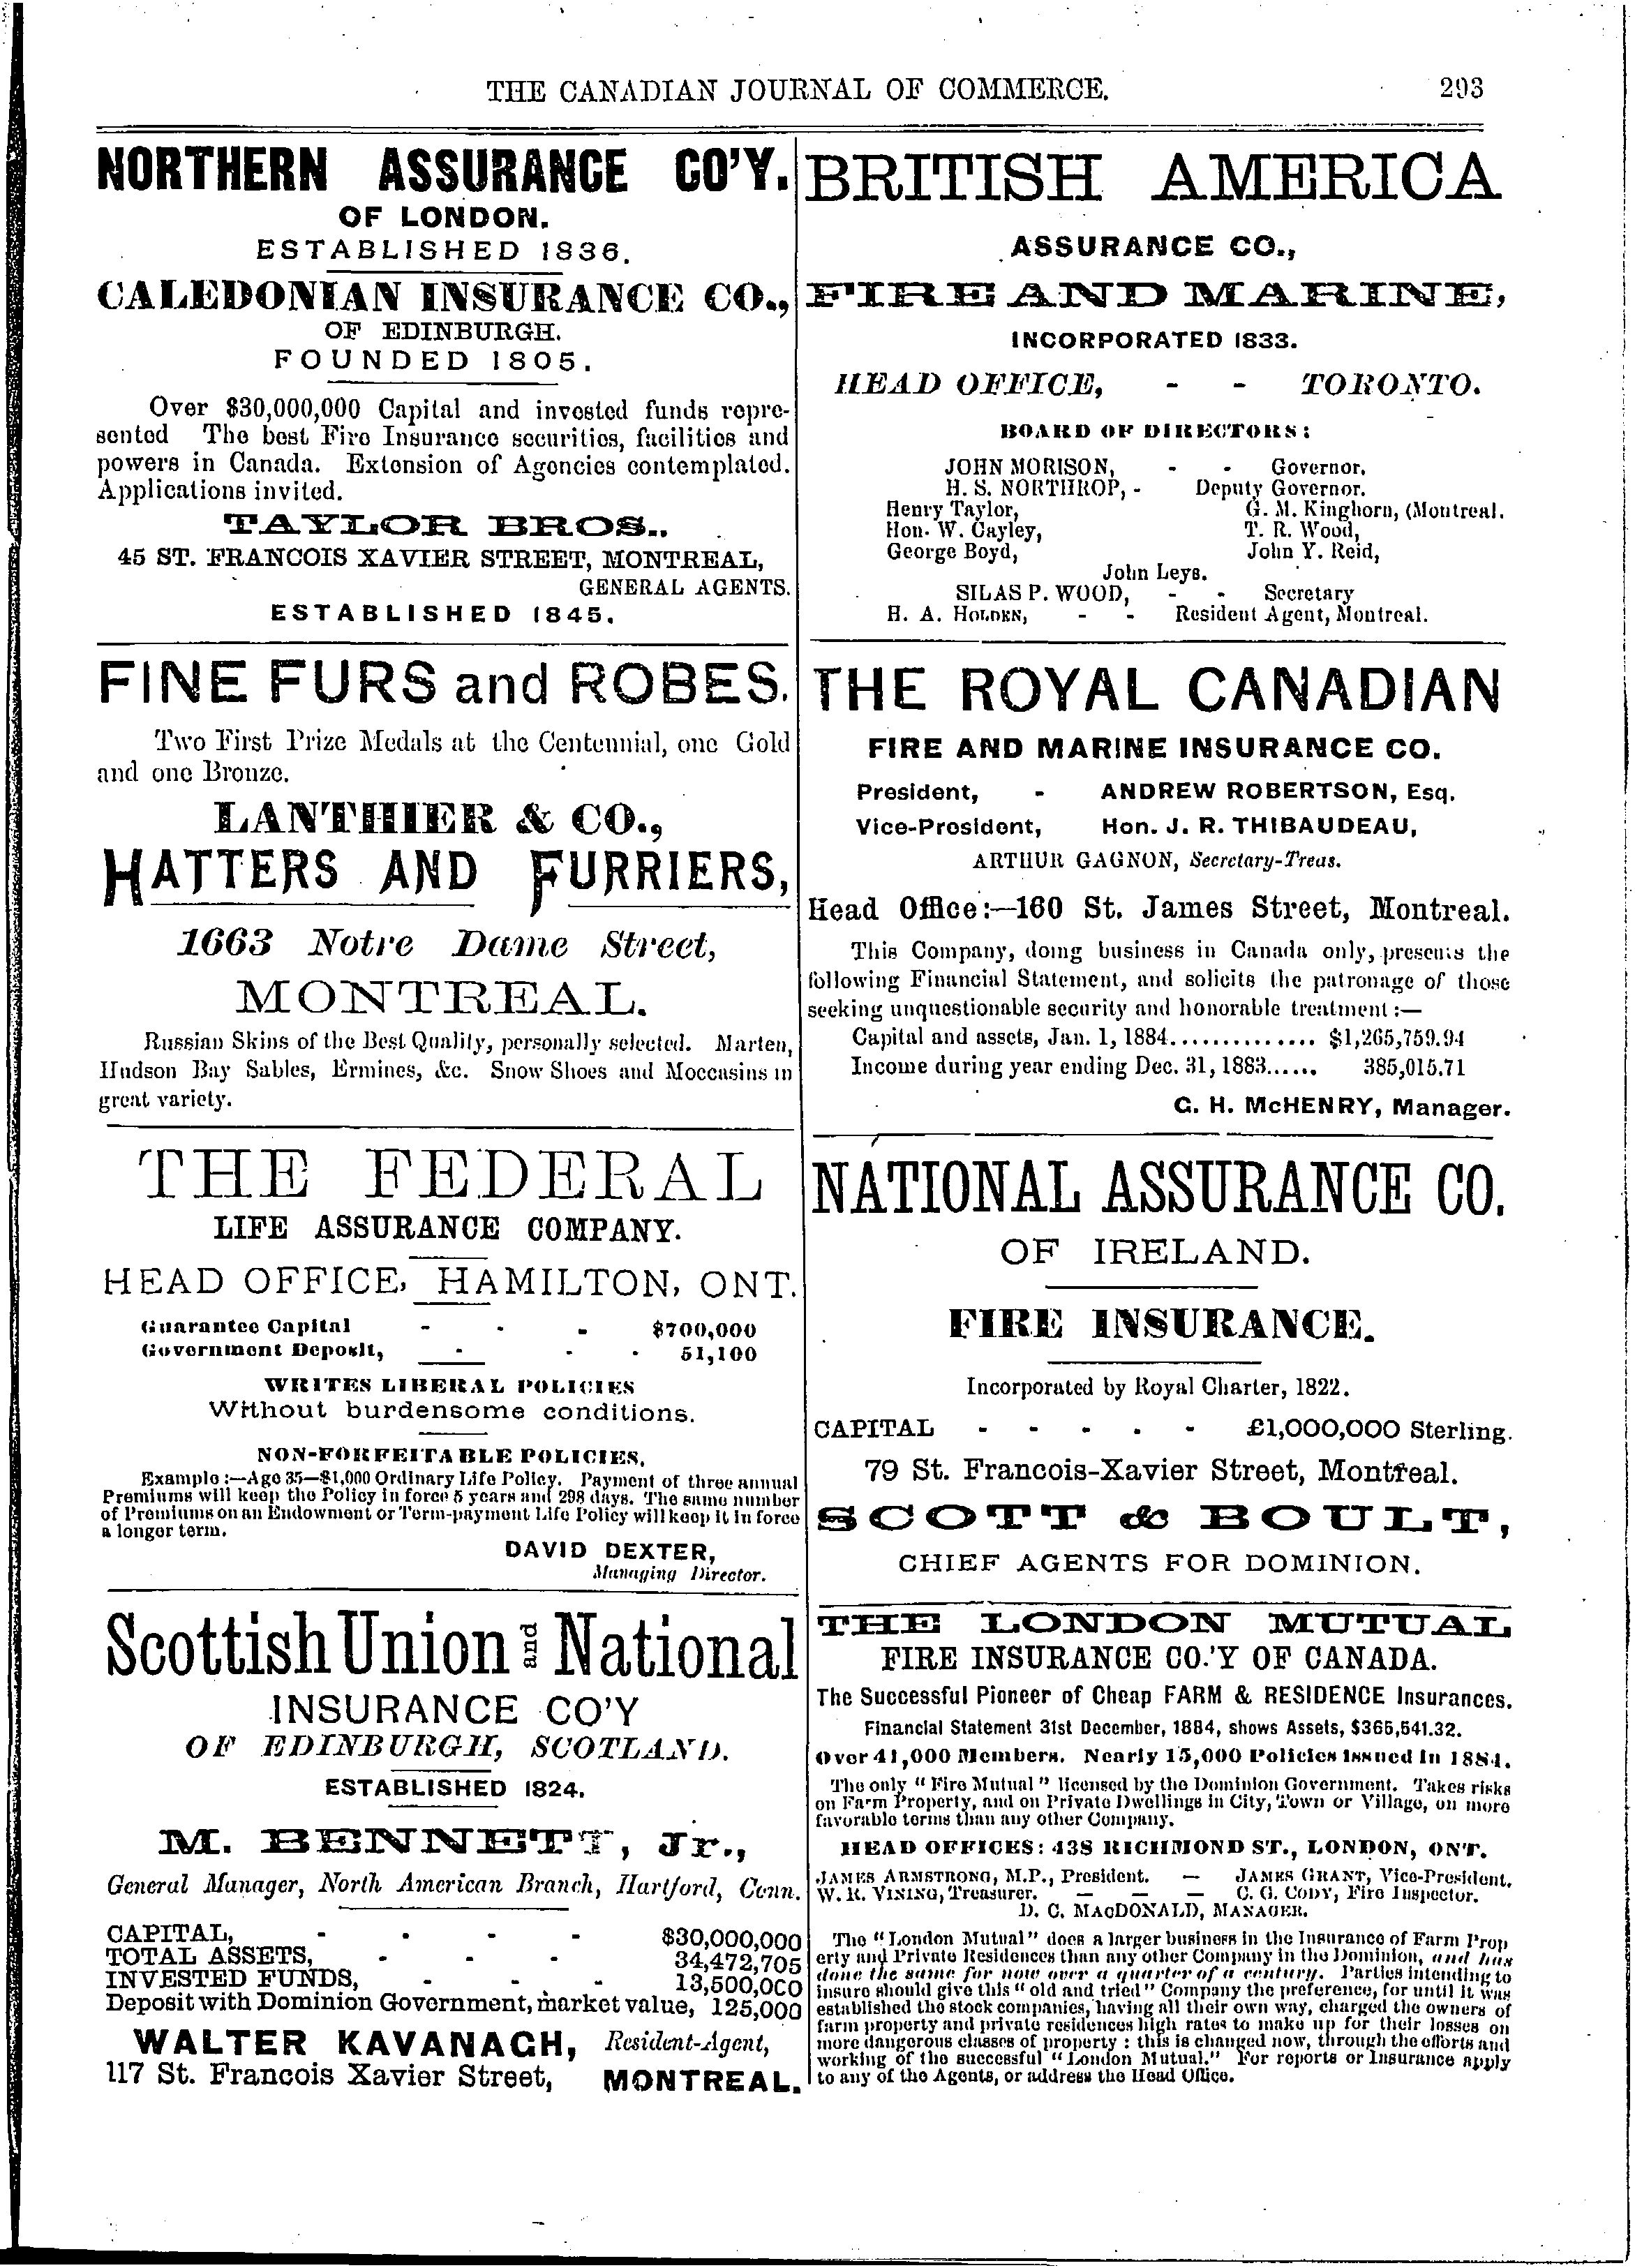 THE CANADIAN JOURNAL OF COMMERCE.
293
NORTHERN ASSURANCE CO'Y.
OF LONDON.
ESTABLISHED 1836.
CALEDONIAN INSURANCE CO.,
OF EDINBURGH.
FOUNDED 1805.
Over $30,000,000 Capital and invested funds repre-
sented The best Fire Insurance securities, facilities and
powers in Canada. Extension of Agencies contemplated.
Applications invited.
TAYLOR BROS.,
45 ST. FRANCOIS XAVIER STREET, MONTREAL,
GENERAL AGENTS.
ESTABLISHED 1845.
FINE FURS and ROBES.
Two First Prize Medals at the Centennial, one Gold
and one Bronze.
LANTHIER & CO.,
HATTERS AND FURRIERS,
1663 Notre Dame Street,
MONTREAL.
Russian Skins of the Best Quality, personally selected. Marten,
Hudson Bay Sables, Ermines, &c. Snow Shoes and Moccasins in
great variety.
THE FEDERAL
LIFE ASSURANCE COMPANY.
HEAD OFFICE, HAMILTON, ONT.
Guarantee Capital - - - $700,000
Government Deposit, - - - 51,100
WRITES LIBERAL POLICIES
Without burdensome conditions.
NON-FORFEITABLE POLICIES.
Example:—Age 35—$1,000 Ordinary Life Policy. Payment of three annual
Premiums will keep the Policy in force 5 years and 298 days. The same number
of Premiums on an Endowment or Term-payment Life Policy will keep it in force
a longer term.
DAVID DEXTER,
Managing Director.
Scottish Union and National
INSURANCE CO'Y
OF EDINBURGH, SCOTLAND.
ESTABLISHED 1824.
M. BENNETT, Jr.,
General Manager, North American Branch, Hartford, Conn.
CAPITAL, - - - - $30,000,000
TOTAL ASSETS, - - - 34,472,705
INVESTED FUNDS, - - - 13,500,000
Deposit with Dominion Government, market value, 125,000
WALTER KAVANAGH, Resident-Agent,
117 St. Francois Xavier Street, MONTREAL.
BRITISH AMERICA
ASSURANCE CO.,
FIRE AND MARINE,
INCORPORATED 1833.
HEAD OFFICE, - - TORONTO.
BOARD OF DIRECTORS:
JOHN MORISON, - - Governor.
H. S. NORTHROP, - Deputy Governor.
Henry Taylor, G. M. Kinghorn, (Montreal.
Hon. W. Cayley, T. R. Wood,
George Boyd, John Y. Reid,
John Leys.
SILAS P. WOOD, - - Secretary
H. A. HOLDEN, - - Resident Agent, Montreal.
THE ROYAL CANADIAN
FIRE AND MARINE INSURANCE CO.
President, - ANDREW ROBERTSON, Esq.
Vice-President, Hon. J. R. THIBAUDEAU,
ARTHUR GAGNON, Secretary-Treas.
Head Office:—160 St. James Street, Montreal.
This Company, doing business in Canada only, presents the
following Financial Statement, and solicits the patronage of those
seeking unquestionable security and honorable treatment:—
Capital and assets, Jan. 1, 1884.............. $1,265,759.94
Income during year ending Dec. 31, 1883...... 385,015.71
G. H. McHENRY, Manager.
NATIONAL ASSURANCE CO.
OF IRELAND.
FIRE INSURANCE.
Incorporated by Royal Charter, 1822.
CAPITAL - - - - - £1,000,000 Sterling.
79 St. Francois-Xavier Street, Montreal.
SCOTT & BOULT,
CHIEF AGENTS FOR DOMINION.
THE LONDON MUTUAL
FIRE INSURANCE CO.'Y OF CANADA.
The Successful Pioneer of Cheap FARM & RESIDENCE Insurances.
Financial Statement 31st December, 1884, shows Assets, $365,541.32.
Over 41,000 Members. Nearly 15,000 Policies issued in 1884.
The only "Fire Mutual" licensed by the Dominion Government. Takes risks
on Farm Property, and on Private Dwellings in City, Town or Village, on more
favorable terms than any other Company.
HEAD OFFICES: 438 RICHMOND ST., LONDON, ONT.
JAMES ARMSTRONG, M.P., President. — JAMES GRANT, Vice-President.
W. R. VINING, Treasurer. — — — C. G. CODY, Fire Inspector.
D. C. MACDONALD, MANAGER.
The "London Mutual" does a larger business in the Insurance of Farm Prop
erty and Private Residences than any other Company in the Dominion, and has
done the same for now over a quarter of a century. Parties intending to
insure should give this "old and tried" Company the preference, for until it was
established the stock companies, having all their own way, charged the owners of
farm property and private residences high rates to make up for their losses on
more dangerous classes of property: this is changed now, through the efforts and
working of the successful "London Mutual." For reports or Insurance apply
to any of the Agents, or address the Head Office.